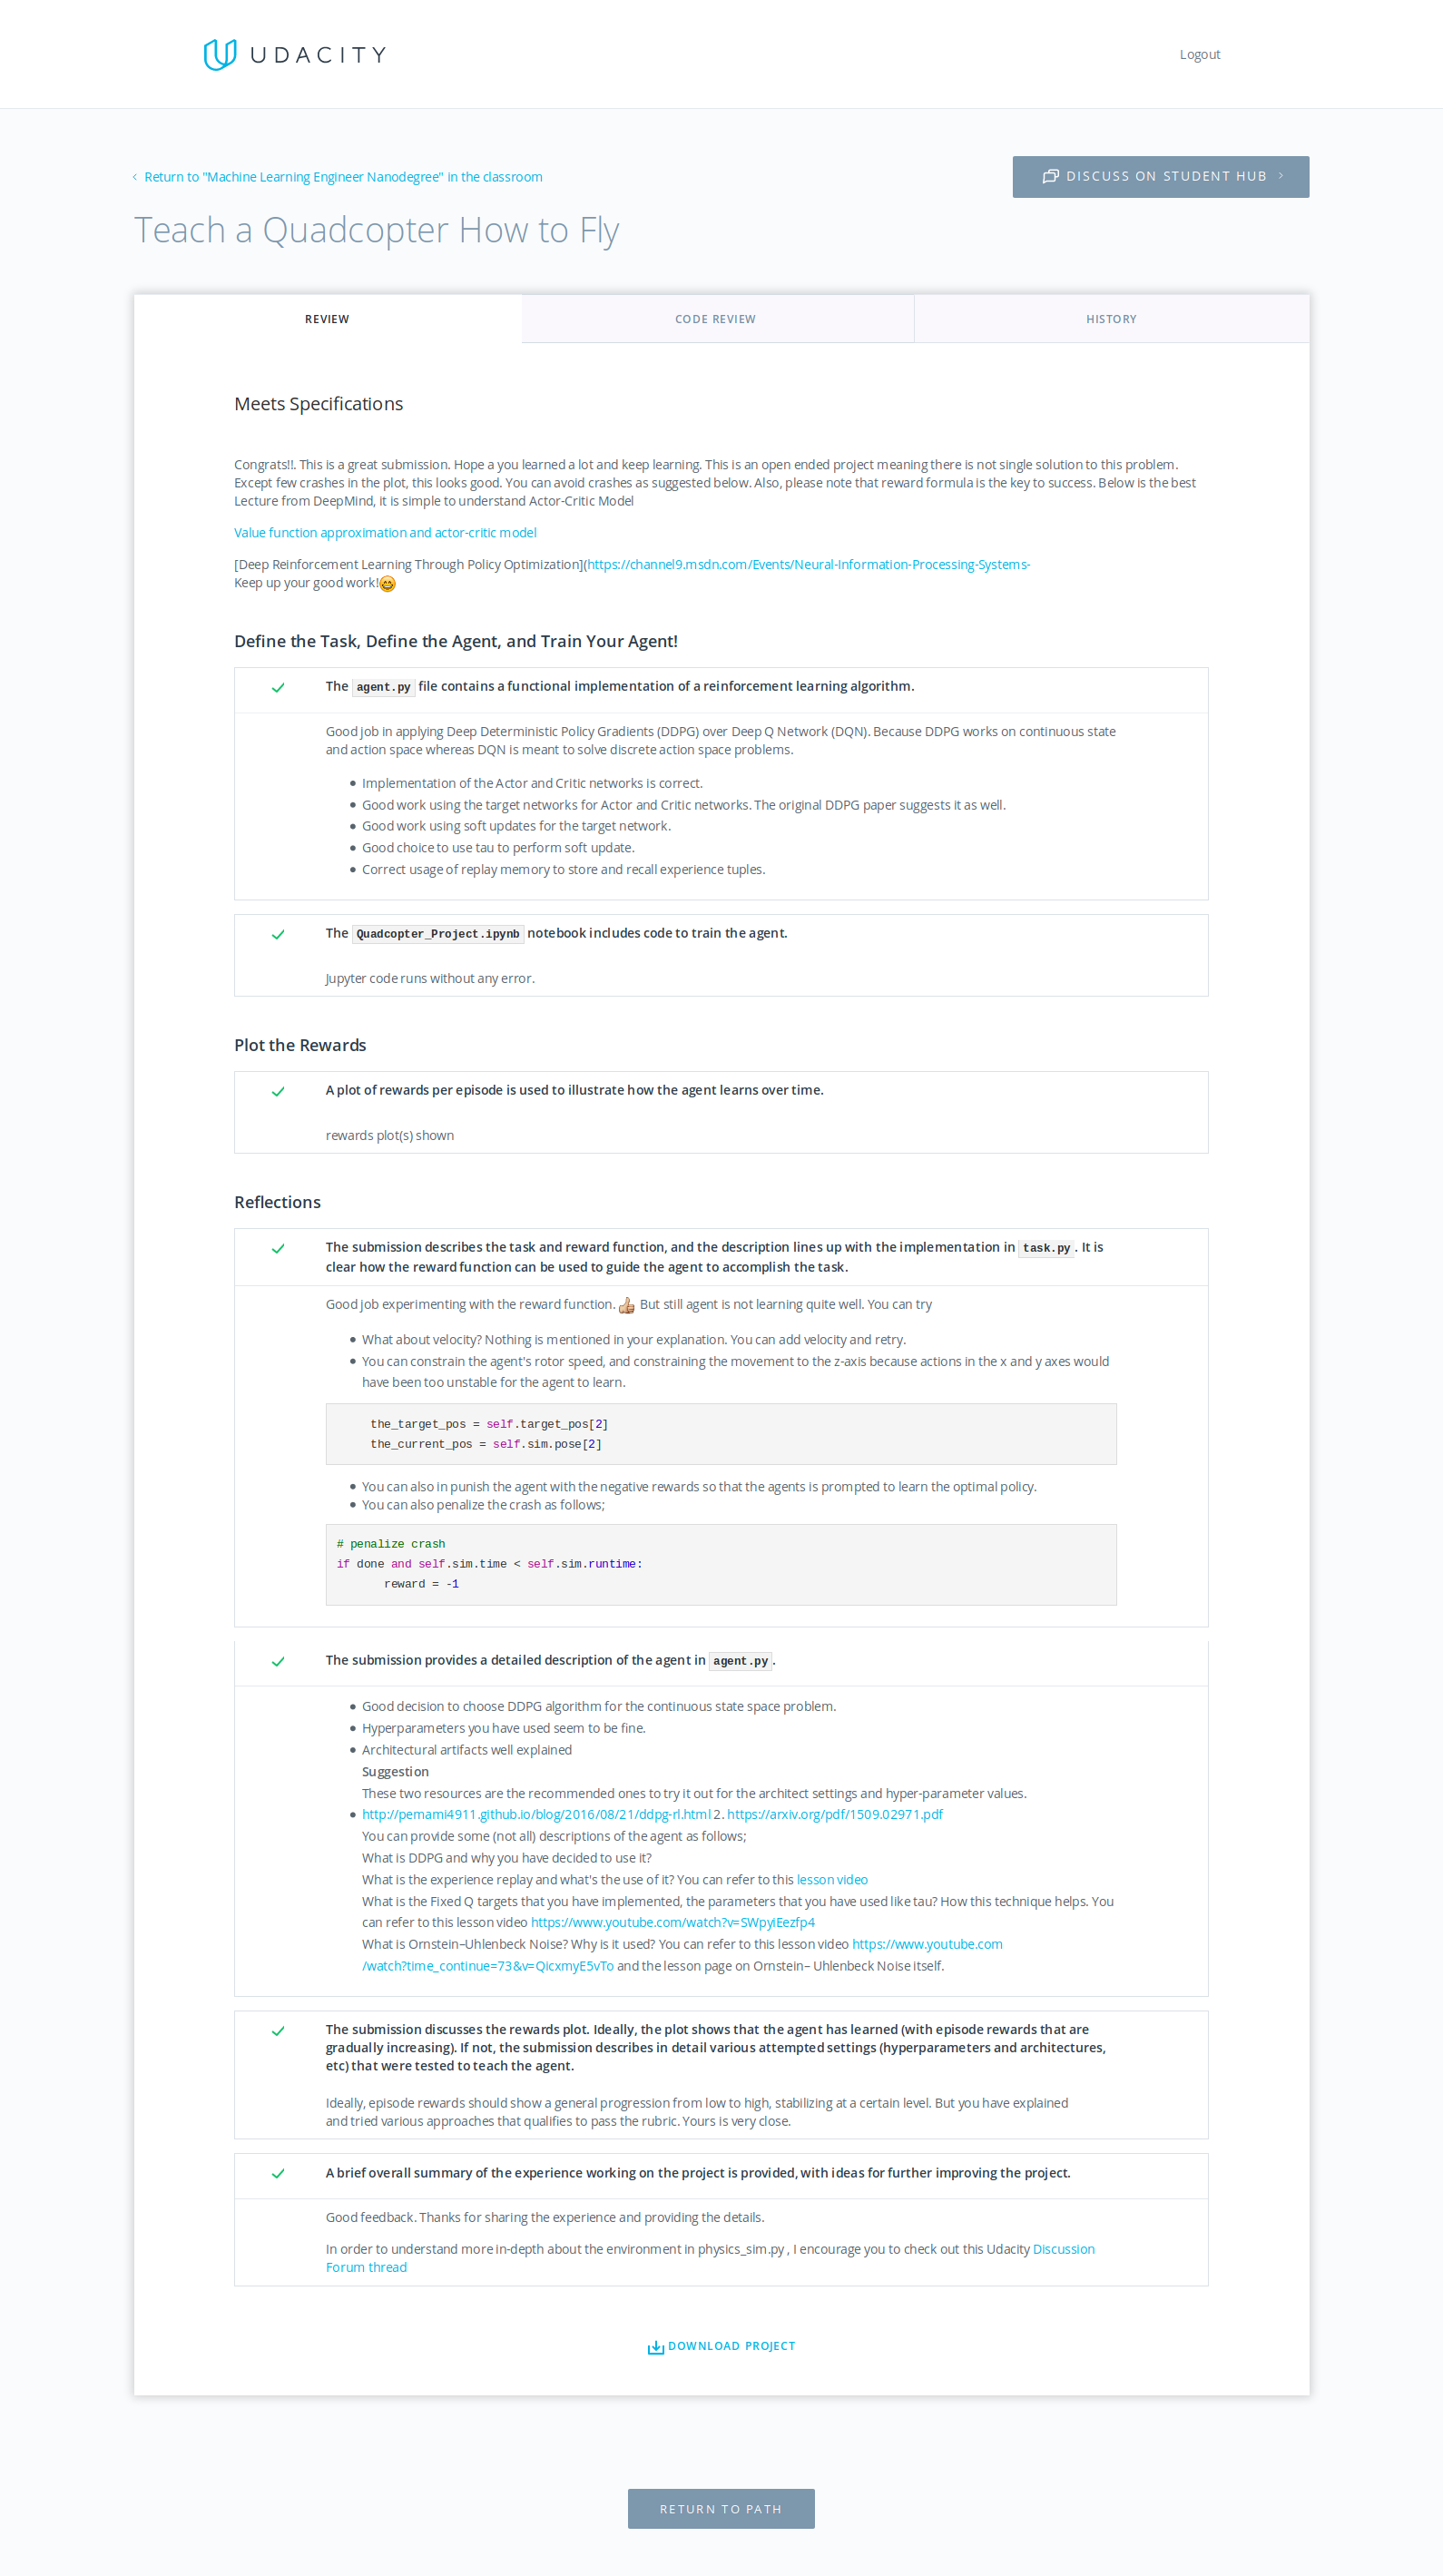 UDACITY
Logout
Return to "Machine Learning Engineer Nanodegree" in the classroom
DISCUSS ON STUDENT HUB
Teach a Quadcopter How to Fly
REVIEW
CODE REVIEW
HISTORY
Meets Specifications
Congrats!!. This is a great submission. Hope a you learned a lot and keep learning. This is an open ended project meaning there is not single solution to this problem.
Except few crashes in the plot, this looks good. You can avoid crashes as suggested below. Also, please note that reward formula is the key to success. Below is the best
Lecture from DeepMind, it is simple to understand Actor-Critic Model
Value function approximation and actor-critic model
[Deep Reinforcement Learning Through Policy Optimization](https://channel9.msdn.com/Events/Neural-Information-Processing-Systems-
Keep up your good work!😄
Define the Task, Define the Agent, and Train Your Agent!
The agent.py file contains a functional implementation of a reinforcement learning algorithm.
Good job in applying Deep Deterministic Policy Gradients (DDPG) over Deep Q Network (DQN). Because DDPG works on continuous state
and action space whereas DQN is meant to solve discrete action space problems.
Implementation of the Actor and Critic networks is correct.
Good work using the target networks for Actor and Critic networks. The original DDPG paper suggests it as well.
Good work using soft updates for the target network.
Good choice to use tau to perform soft update.
Correct usage of replay memory to store and recall experience tuples.
The Quadcopter_Project.ipynb notebook includes code to train the agent.
Jupyter code runs without any error.
Plot the Rewards
A plot of rewards per episode is used to illustrate how the agent learns over time.
rewards plot(s) shown
Reflections
The submission describes the task and reward function, and the description lines up with the implementation in task.py. It is
clear how the reward function can be used to guide the agent to accomplish the task.
Good job experimenting with the reward function. 👍 But still agent is not learning quite well. You can try
What about velocity? Nothing is mentioned in your explanation. You can add velocity and retry.
You can constrain the agent's rotor speed, and constraining the movement to the z-axis because actions in the x and y axes would
have been too unstable for the agent to learn.
the_target_pos = self.target_pos[2]
the_current_pos = self.sim.pose[2]
You can also in punish the agent with the negative rewards so that the agents is prompted to learn the optimal policy.
You can also penalize the crash as follows;
# penalize crash
if done and self.sim.time < self.sim.runtime:
reward = -1
The submission provides a detailed description of the agent in agent.py.
Good decision to choose DDPG algorithm for the continuous state space problem.
Hyperparameters you have used seem to be fine.
Architectural artifacts well explained
Suggestion
These two resources are the recommended ones to try it out for the architect settings and hyper-parameter values.
http://pemami4911.github.io/blog/2016/08/21/ddpg-rl.html 2. https://arxiv.org/pdf/1509.02971.pdf
You can provide some (not all) descriptions of the agent as follows;
What is DDPG and why you have decided to use it?
What is the experience replay and what's the use of it? You can refer to this lesson video
What is the Fixed Q targets that you have implemented, the parameters that you have used like tau? How this technique helps. You
can refer to this lesson video https://www.youtube.com/watch?v=SWpyiEezfp4
What is Ornstein–Uhlenbeck Noise? Why is it used? You can refer to this lesson video https://www.youtube.com
/watch?time_continue=73&v=QicxmyE5vTo and the lesson page on Ornstein– Uhlenbeck Noise itself.
The submission discusses the rewards plot. Ideally, the plot shows that the agent has learned (with episode rewards that are
gradually increasing). If not, the submission describes in detail various attempted settings (hyperparameters and architectures,
etc) that were tested to teach the agent.
Ideally, episode rewards should show a general progression from low to high, stabilizing at a certain level. But you have explained
and tried various approaches that qualifies to pass the rubric. Yours is very close.
A brief overall summary of the experience working on the project is provided, with ideas for further improving the project.
Good feedback. Thanks for sharing the experience and providing the details.
In order to understand more in-depth about the environment in physics_sim.py , I encourage you to check out this Udacity Discussion
Forum thread
DOWNLOAD PROJECT
RETURN TO PATH